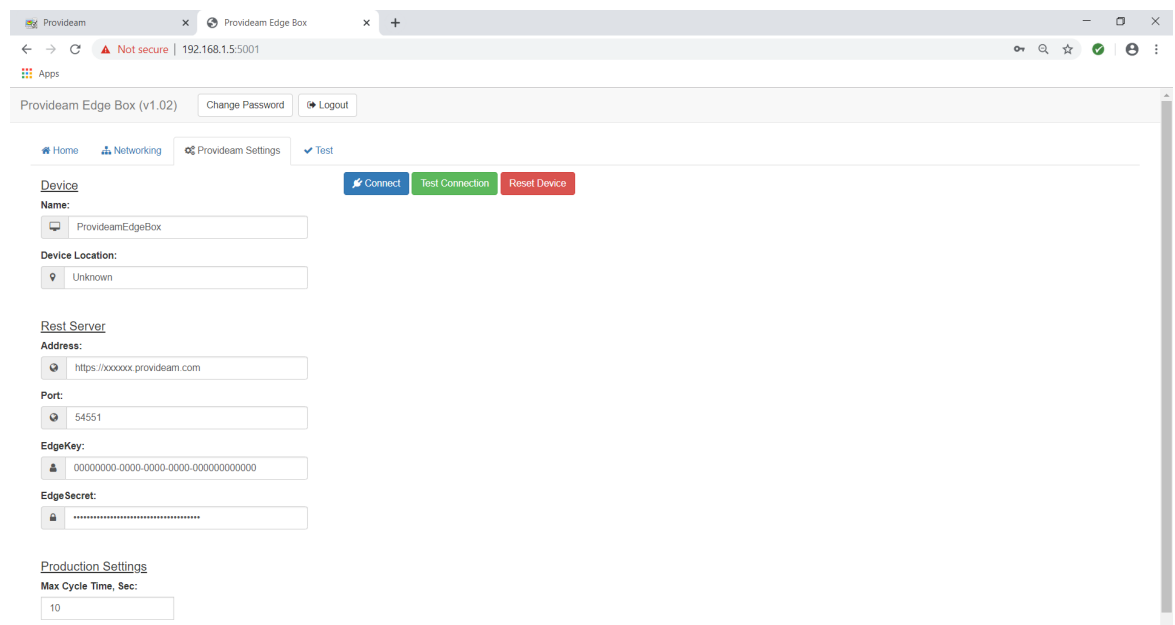 Provideam
Provideam Edge Box
Not secure | 192.168.1.5:5001
Apps
Provideam Edge Box (v1.02) Change Password Logout
Home Networking Provideam Settings Test
Connect Test Connection Reset Device
Device
Name:
ProvideamEdgeBox
Device Location:
Unknown
Rest Server
Address:
https://xxxxxx.provideam.com
Port:
54551
EdgeKey:
00000000-0000-0000-0000-000000000000
EdgeSecret:
••••••••••••••••••••••••••••••••••••
Production Settings
Max Cycle Time, Sec:
10